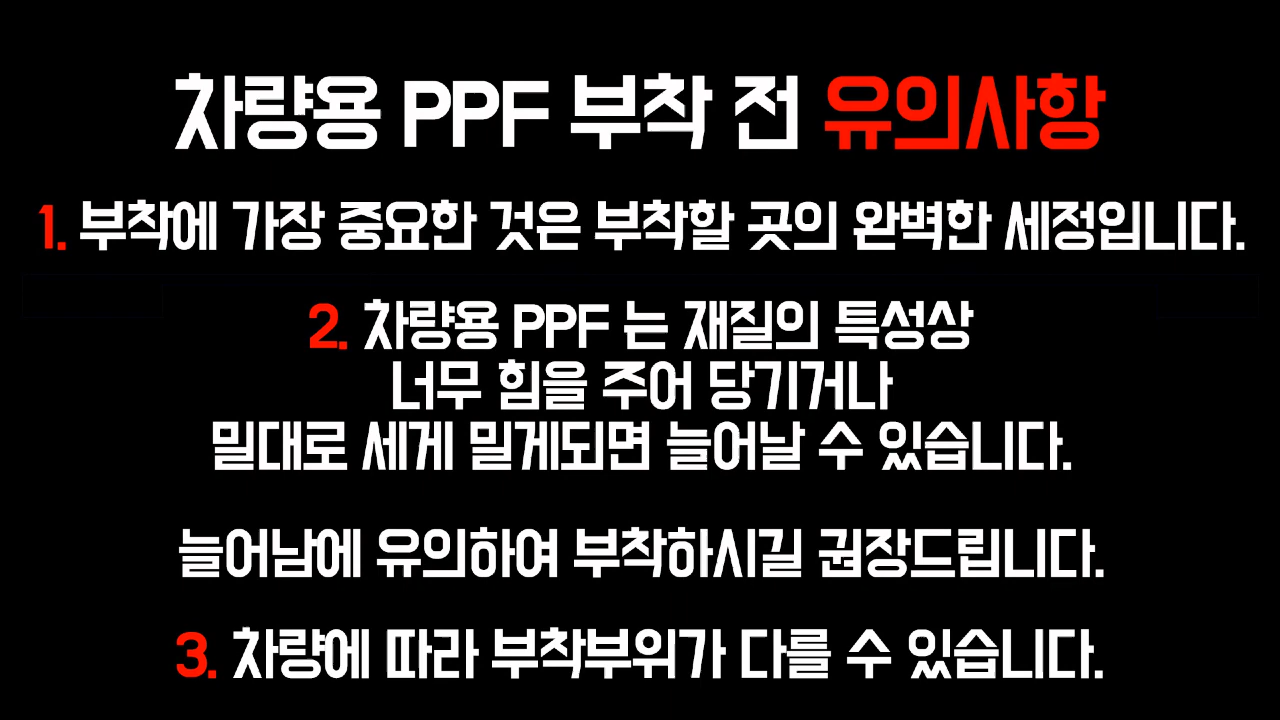 차량용 PPF 부착 전 유의사항
1. 부착에 가장 중요한 것은 부착할 곳의 완벽한 세정입니다.
2. 차량용 PPF 는 재질의 특성상
너무 힘을 주어 당기거나
밀대로 세게 밀게되면 늘어날 수 있습니다.
늘어남에 유의하여 부착하시길 권장드립니다.
3. 차량에 따라 부착부위가 다를 수 있습니다.